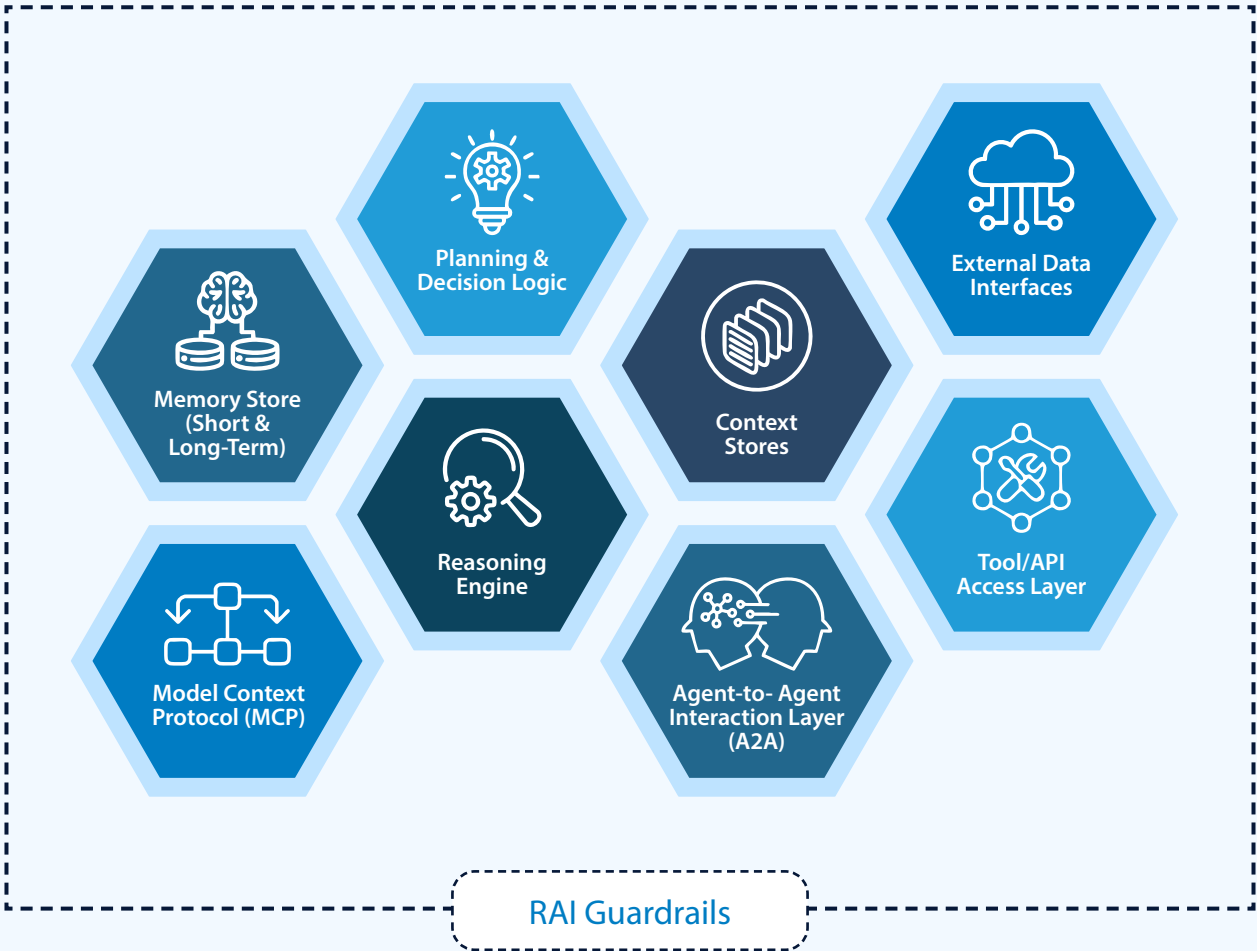 Planning &
Decision Logic
External Data
Interfaces
Memory Store
(Short &
Long-Term)
Context
Stores
Reasoning
Engine
Tool/API
Access Layer
Model Context
Protocol (MCP)
Agent-to- Agent
Interaction Layer
(A2A)
RAI Guardrails